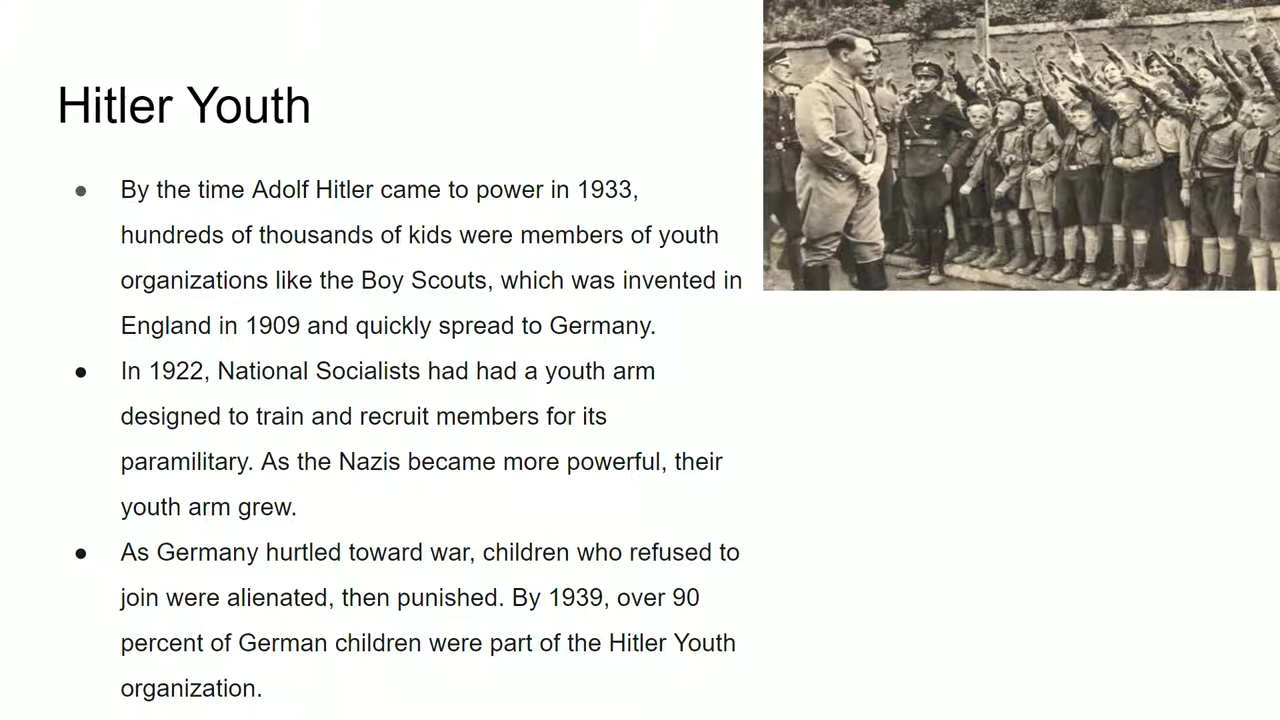 Hitler Youth
● By the time Adolf Hitler came to power in 1933,
hundreds of thousands of kids were members of youth
organizations like the Boy Scouts, which was invented in
England in 1909 and quickly spread to Germany.
● In 1922, National Socialists had had a youth arm
designed to train and recruit members for its
paramilitary. As the Nazis became more powerful, their
youth arm grew.
● As Germany hurtled toward war, children who refused to
join were alienated, then punished. By 1939, over 90
percent of German children were part of the Hitler Youth
organization.